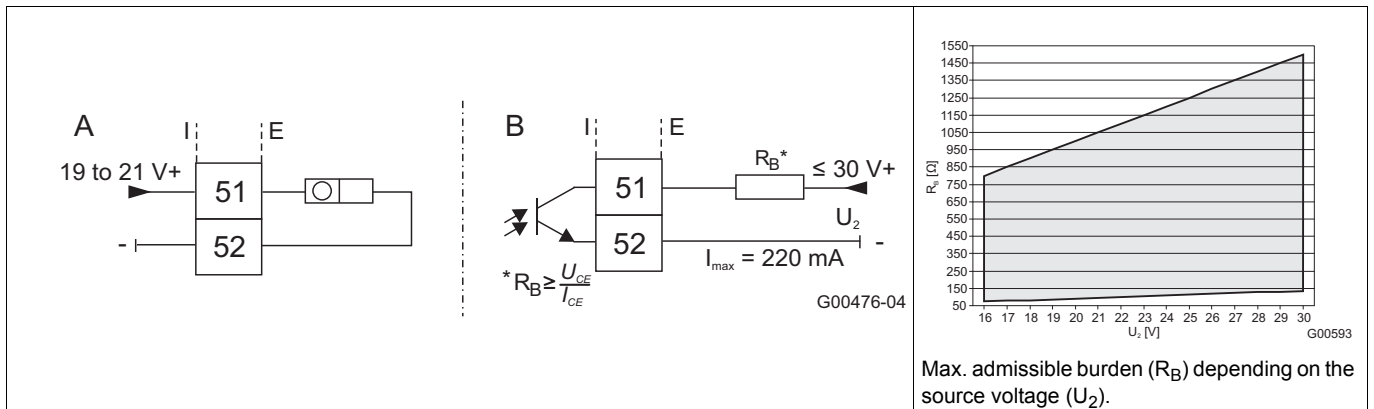 A
I E
19 to 21 V+
51
- 52
B
I E
R_B* ≤ 30 V+
51
U₂
52 -
I_max = 220 mA
*R_B ≥ U_CE / I_CE
G00476-04
1550
1450
1350
1250
1150
1050
950
850
750
650
550
450
350
250
150
50
R_B [Ω]
16 17 18 19 20 21 22 23 24 25 26 27 28 29 30
U₂ [V]
G00593
Max. admissible burden (R_B) depending on the
source voltage (U₂).